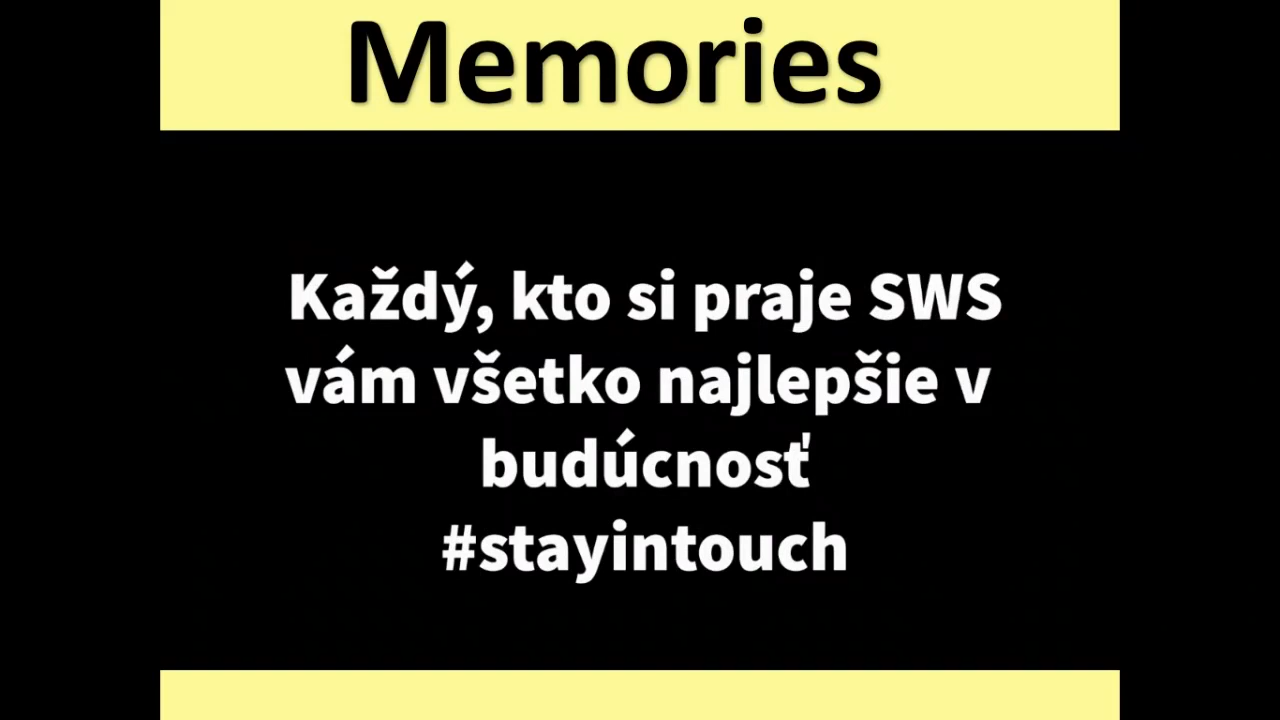 Memories
Každý, kto si praje SWS
vám všetko najlepšie v
budúcnosť
#stayintouch